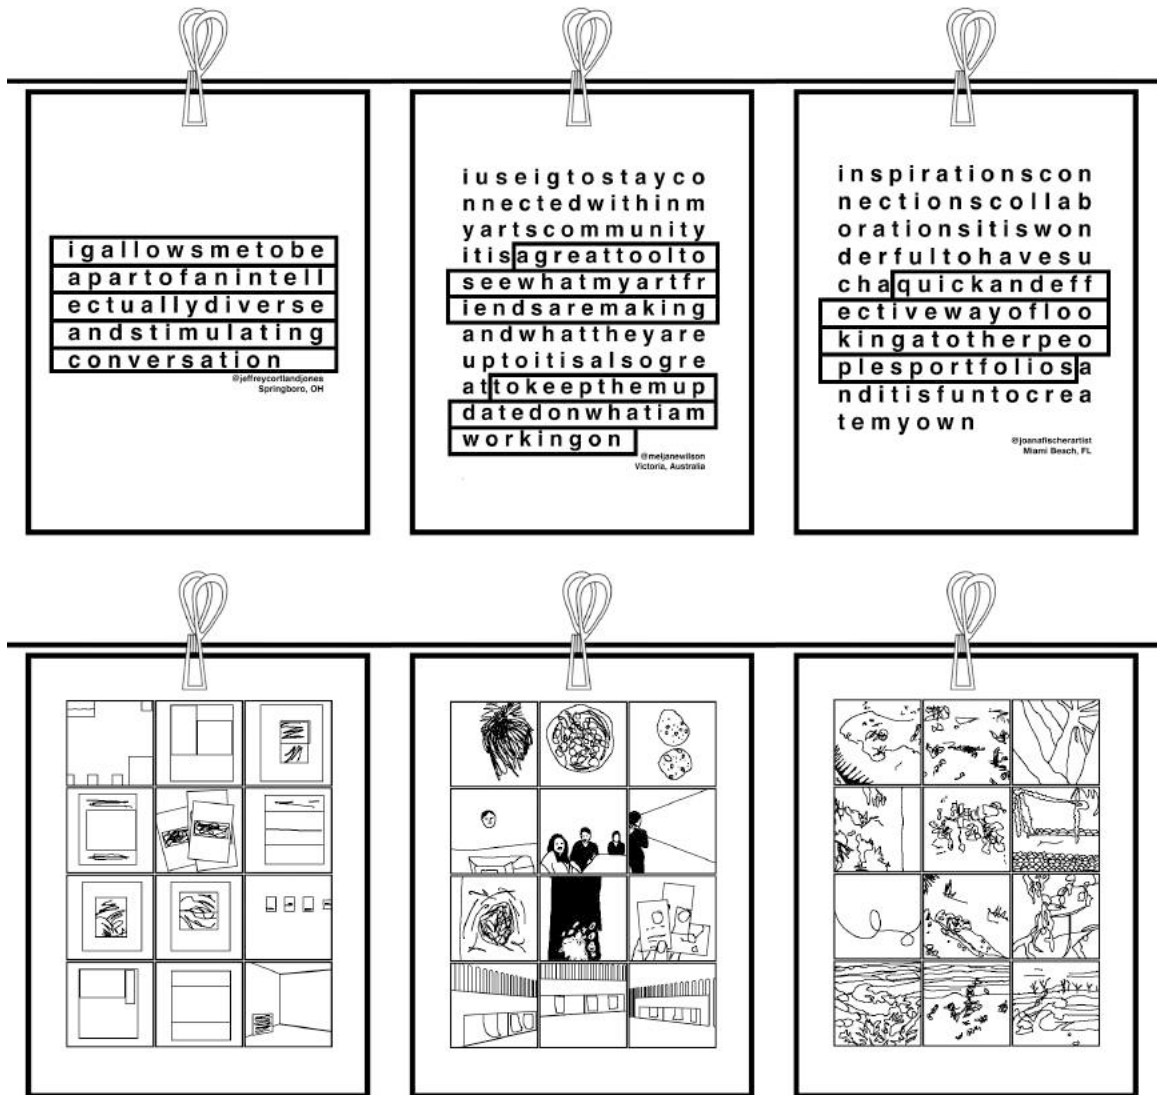 igallowsmetobe
apartofanintell
ectuallydiverse
andstimulating
conversation
@jeffreycortlandjones
Springboro, OH
iuseigtostayco
nnectedwithinm
yartscommunity
itisagreattoolto
seewhatmyartfr
iendsaremaking
andwhattheyare
uptoitisalsogre
attokeepthemup
datedonwhatiam
workingon
@meljanewilson
Victoria, Australia
inspirationscon
nectionscollab
orationsitiswon
derfultohavesu
chaquickandeff
ectivewayofloo
kingatotherpeo
plesportfoliosa
nditisfuntocrea
temyown
@joanafischerartist
Miami Beach, FL